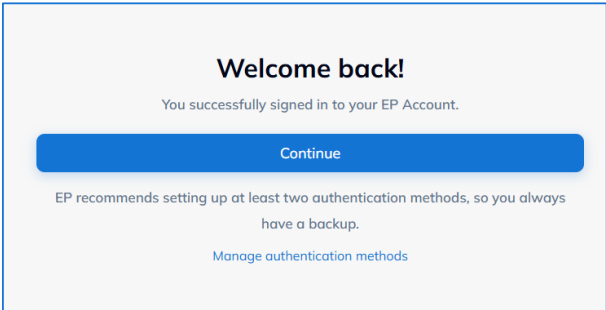 Welcome back!
You successfully signed in to your EP Account.
Continue
EP recommends setting up at least two authentication methods, so you always
have a backup.
Manage authentication methods